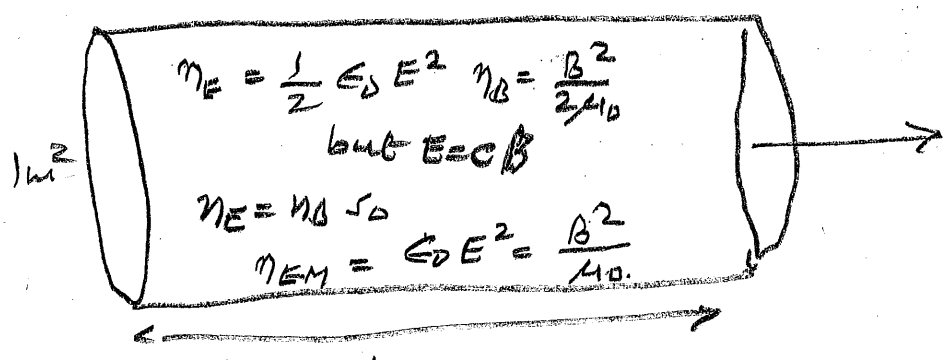 η_E = 1/2 ϵ₀ E² η_B = B²/2μ₀
but E=cB
1m²
η_E = η_B so
η_EM = ϵ₀ E² = B²/μ₀.